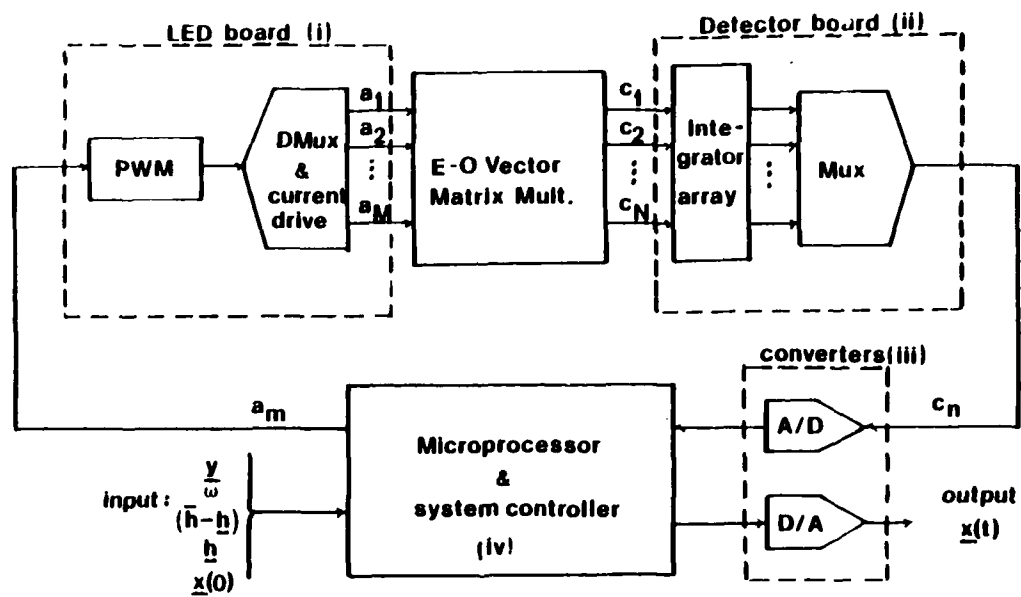 LED board (i)
Detector board (ii)
PWM
DMux
&
current
drive
a1
a2
⋮
aM
E-O Vector
Matrix Mult.
c1
c2
⋮
cN
Inte-
grator
array
⋮
Mux
converters(iii)
A/D
cn
D/A
output
x(t)
am
Microprocessor
&
system controller
(iv)
input:
y
ω
(h̄-h)
h
x(0)